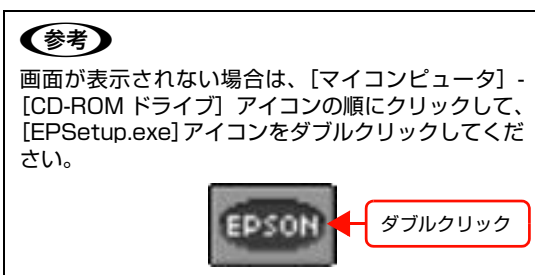 参考
画面が表示されない場合は、［マイコンピュータ］-
［CD-ROM ドライブ］アイコンの順にクリックして、
［EPSetup.exe］アイコンをダブルクリックしてくだ
さい。
EPSON
ダブルクリック